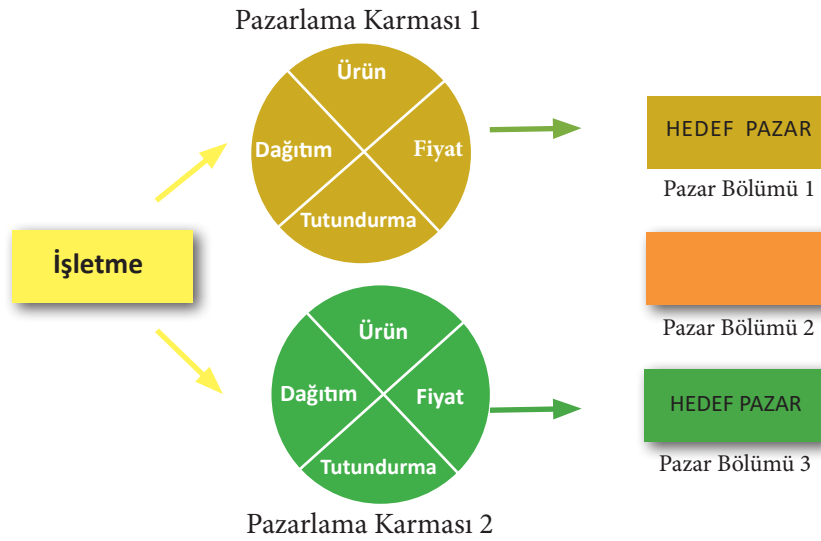 Pazarlama Karması 1
Ürün
Dağıtım
Fiyat
Tutundurma
HEDEF PAZAR
Pazar Bölümü 1
İşletme
Pazar Bölümü 2
Ürün
Dağıtım
Fiyat
Tutundurma
HEDEF PAZAR
Pazar Bölümü 3
Pazarlama Karması 2